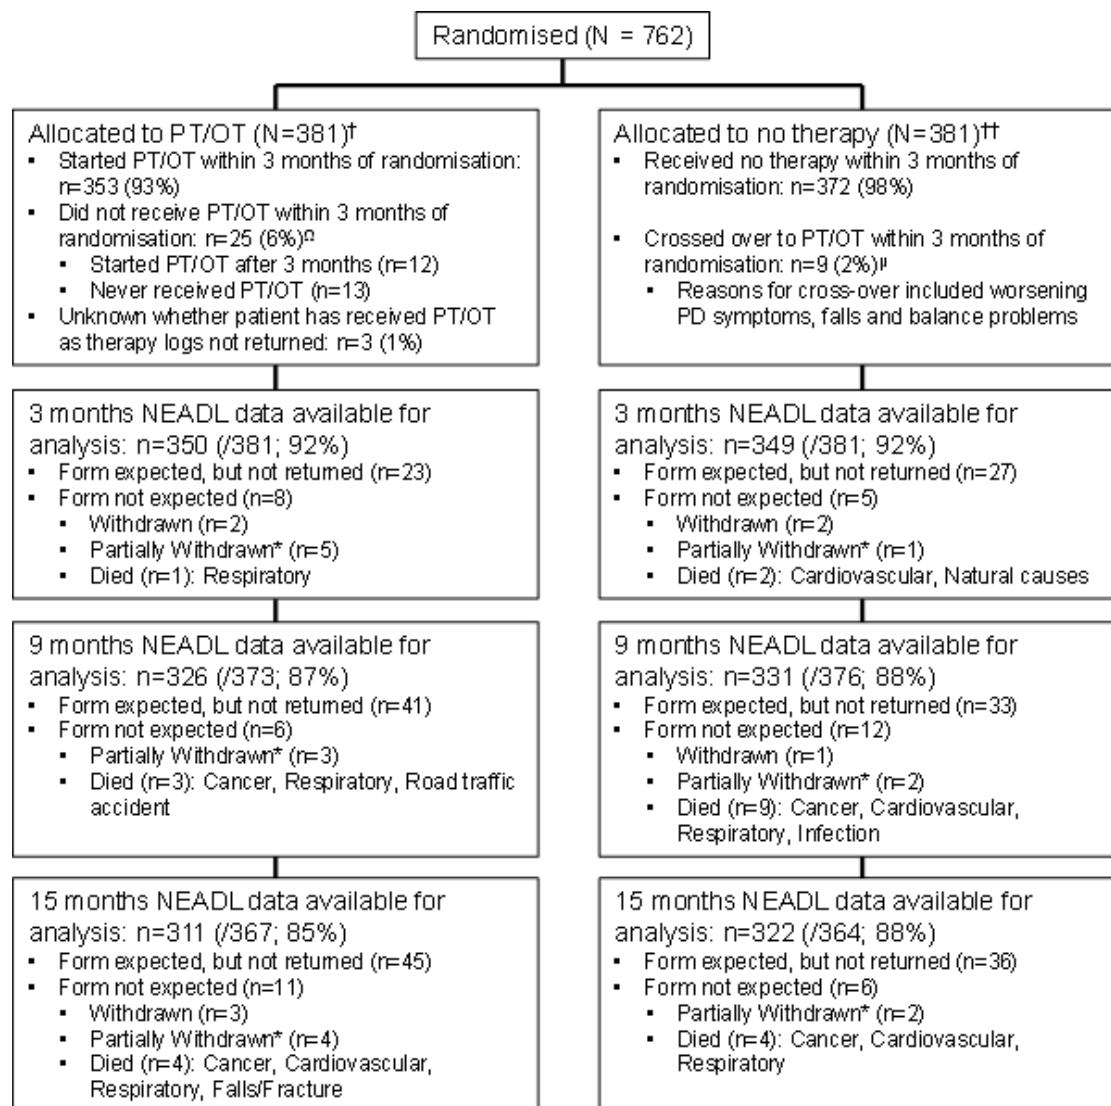 Randomised (N = 762)
Allocated to PT/OT (N=381)†
▪ Started PT/OT within 3 months of randomisation:
n=353 (93%)
▪ Did not receive PT/OT within 3 months of
randomisation: n=25 (6%)Ω
▪ Started PT/OT after 3 months (n=12)
▪ Never received PT/OT (n=13)
▪ Unknown whether patient has received PT/OT
as therapy logs not returned: n=3 (1%)
Allocated to no therapy (N=381)††
▪ Received no therapy within 3 months of
randomisation: n=372 (98%)
▪ Crossed over to PT/OT within 3 months of
randomisation: n=9 (2%)μ
▪ Reasons for cross-over included worsening
PD symptoms, falls and balance problems
3 months NEADL data available for
analysis: n=350 (/381; 92%)
▪ Form expected, but not returned (n=23)
▪ Form not expected (n=8)
▪ Withdrawn (n=2)
▪ Partially Withdrawn* (n=5)
▪ Died (n=1): Respiratory
3 months NEADL data available for
analysis: n=349 (/381; 92%)
▪ Form expected, but not returned (n=27)
▪ Form not expected (n=5)
▪ Withdrawn (n=2)
▪ Partially Withdrawn* (n=1)
▪ Died (n=2): Cardiovascular, Natural causes
9 months NEADL data available for
analysis: n=326 (/373; 87%)
▪ Form expected, but not returned (n=41)
▪ Form not expected (n=6)
▪ Partially Withdrawn* (n=3)
▪ Died (n=3): Cancer, Respiratory, Road traffic
accident
9 months NEADL data available for
analysis: n=331 (/376; 88%)
▪ Form expected, but not returned (n=33)
▪ Form not expected (n=12)
▪ Withdrawn (n=1)
▪ Partially Withdrawn* (n=2)
▪ Died (n=9): Cancer, Cardiovascular,
Respiratory, Infection
15 months NEADL data available for
analysis: n=311 (/367; 85%)
▪ Form expected, but not returned (n=45)
▪ Form not expected (n=11)
▪ Withdrawn (n=3)
▪ Partially Withdrawn* (n=4)
▪ Died (n=4): Cancer, Cardiovascular,
Respiratory, Falls/Fracture
15 months NEADL data available for
analysis: n=322 (/364; 88%)
▪ Form expected, but not returned (n=36)
▪ Form not expected (n=6)
▪ Partially Withdrawn* (n=2)
▪ Died (n=4): Cancer, Cardiovascular,
Respiratory